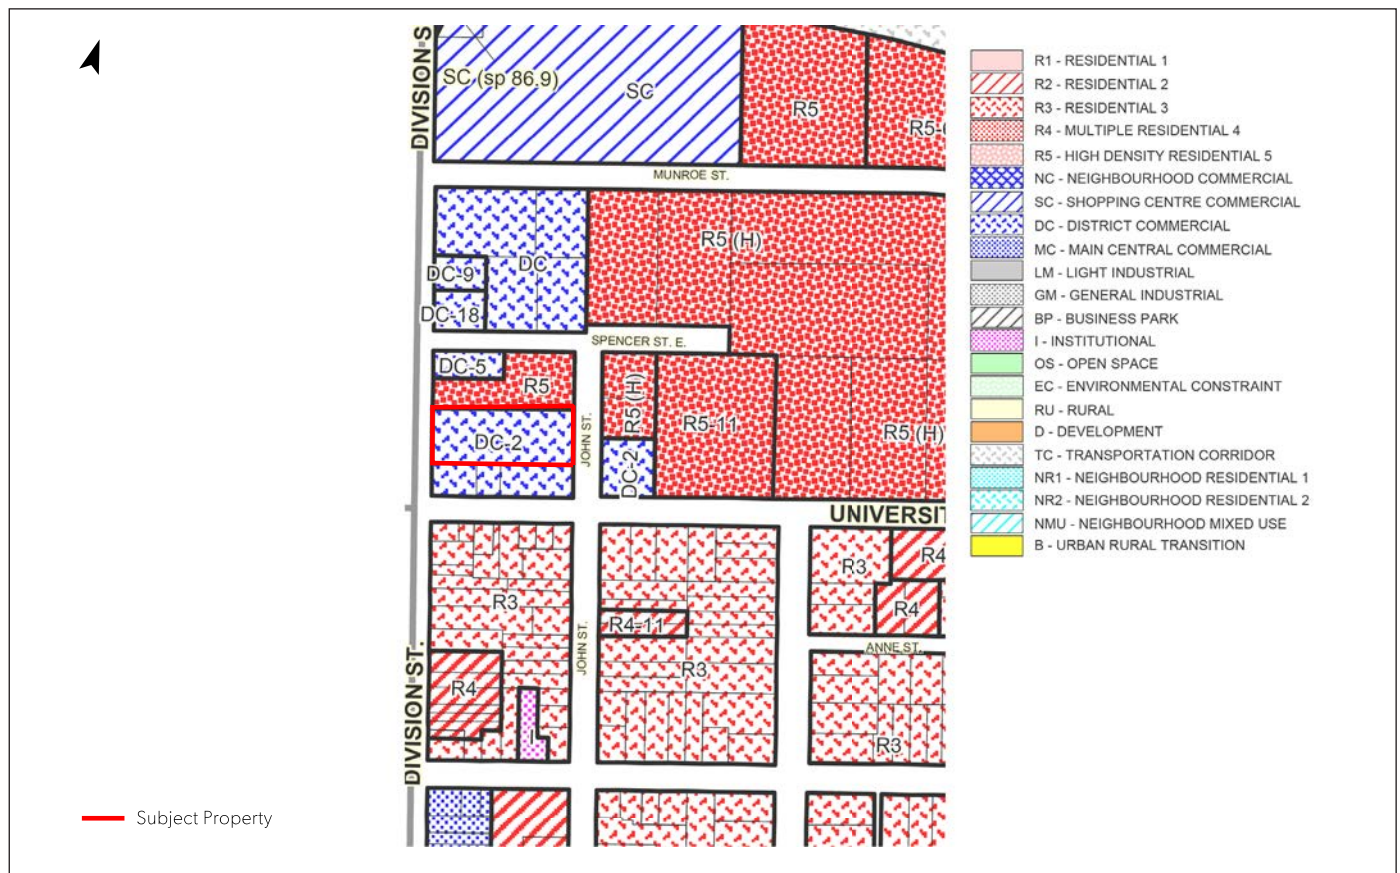 DIVISION S
SC (sp 86.9)
SC
R5
R5-6
MUNROE ST.
R5 (H)
DC
DC-9
DC-18
SPENCER ST. E.
DC-5
R5
R5 (H)
R5-11
R5 (H)
DC-2
DC-2
JOHN ST.
UNIVERSIT
R3
R3
R4
R4
R4-11
JOHN ST.
ANNE ST.
R3
R4
DIVISION ST.
R3
R1 - RESIDENTIAL 1
R2 - RESIDENTIAL 2
R3 - RESIDENTIAL 3
R4 - MULTIPLE RESIDENTIAL 4
R5 - HIGH DENSITY RESIDENTIAL 5
NC - NEIGHBOURHOOD COMMERCIAL
SC - SHOPPING CENTRE COMMERCIAL
DC - DISTRICT COMMERCIAL
MC - MAIN CENTRAL COMMERCIAL
LM - LIGHT INDUSTRIAL
GM - GENERAL INDUSTRIAL
BP - BUSINESS PARK
I - INSTITUTIONAL
OS - OPEN SPACE
EC - ENVIRONMENTAL CONSTRAINT
RU - RURAL
D - DEVELOPMENT
TC - TRANSPORTATION CORRIDOR
NR1 - NEIGHBOURHOOD RESIDENTIAL 1
NR2 - NEIGHBOURHOOD RESIDENTIAL 2
NMU - NEIGHBOURHOOD MIXED USE
B - URBAN RURAL TRANSITION
Subject Property